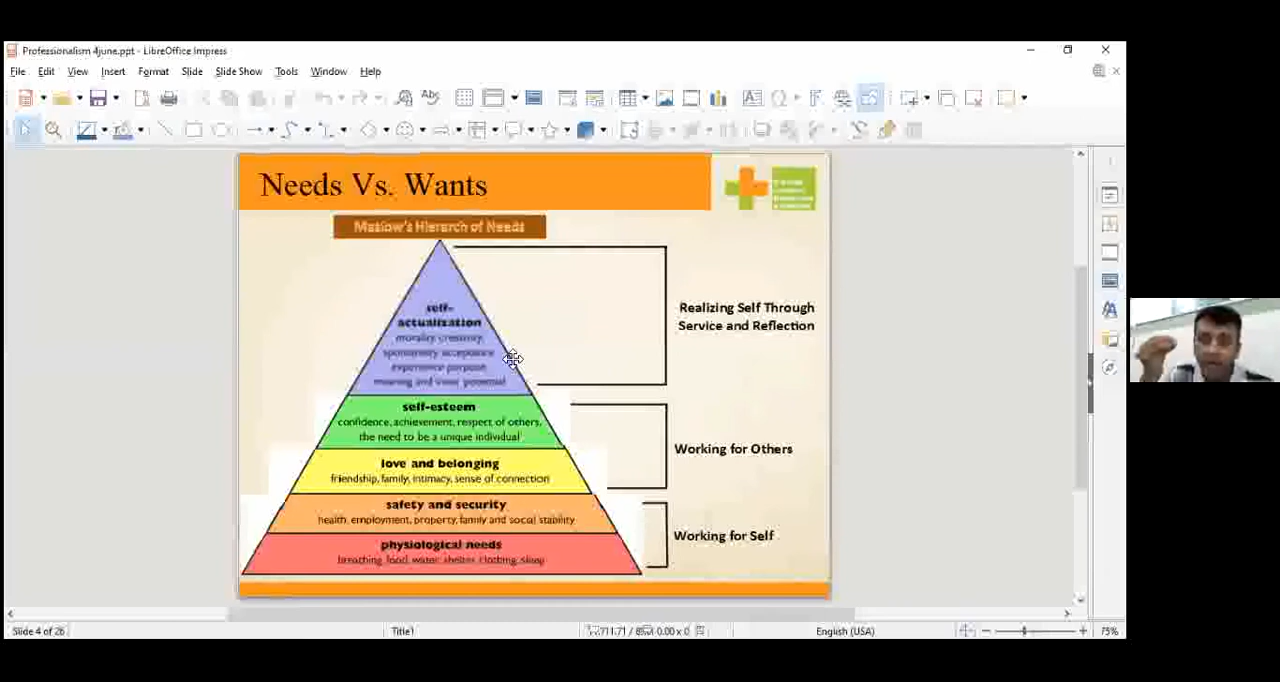 Professionalism 4june.ppt - LibreOffice Impress
File Edit View Insert Format Slide Slide Show Tools Window Help
Needs Vs. Wants
Maslow's Hierarch of Needs
self-
actualization
morality, creativity,
spontaneity, acceptance
experience purpose
meaning and inner potential
Realizing Self Through
Service and Reflection
self-esteem
confidence, achievement, respect of others,
the need to be a unique individual
Working for Others
love and belonging
friendship, family, intimacy, sense of connection
safety and security
health, employment, property, family and social stability
Working for Self
physiological needs
breathing, food, water, shelter, clothing, sleep
Slide 4 of 26
Title1
English (USA)
75%